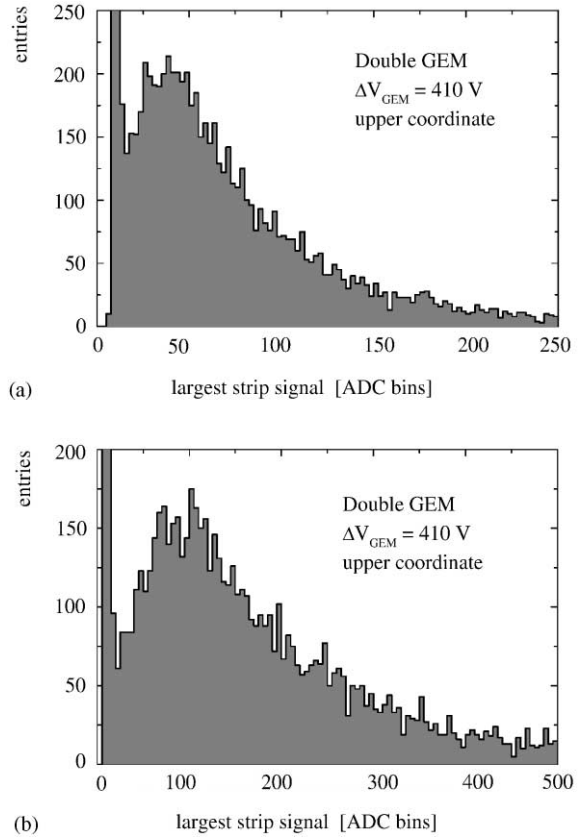 entries
250
200
150
100
50
0
Double GEM
ΔV_GEM = 410 V
upper coordinate
0 50 100 150 200 250
(a) largest strip signal [ADC bins]
entries
200
150
100
50
0
Double GEM
ΔV_GEM = 410 V
upper coordinate
0 100 200 300 400 500
(b) largest strip signal [ADC bins]